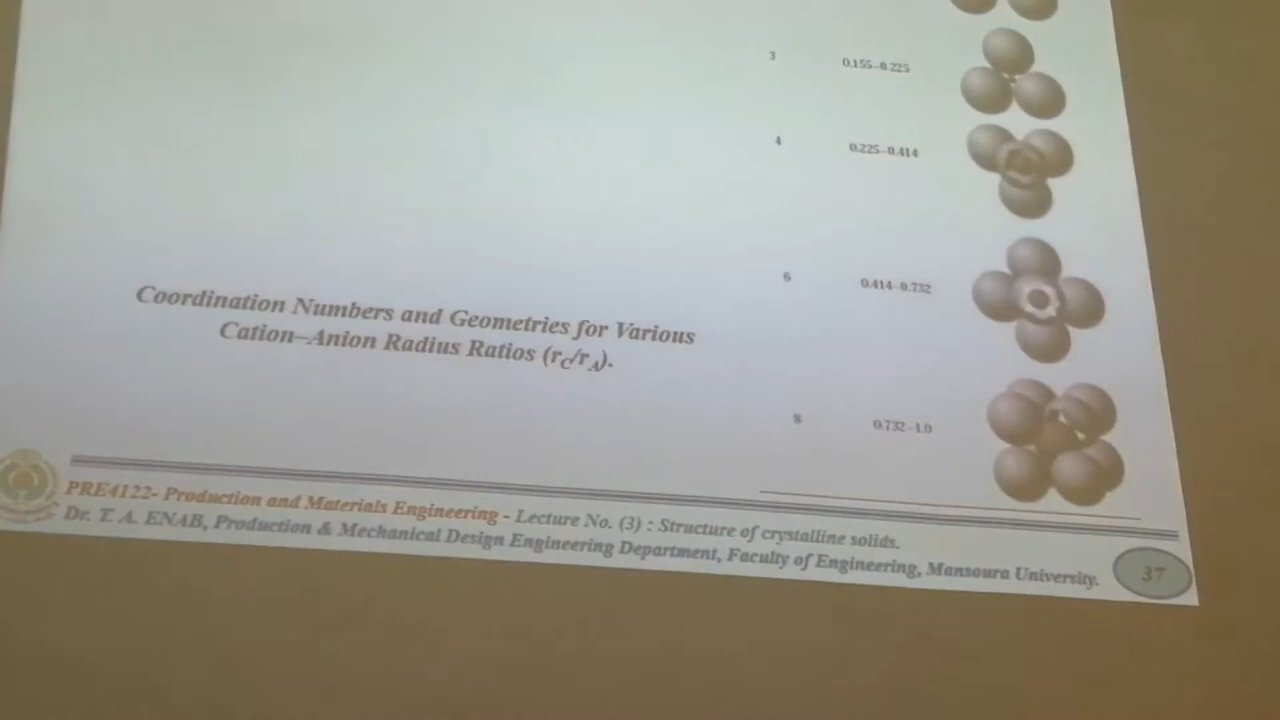 3 0.155–0.225
4 0.225–0.414
6 0.414–0.732
Coordination Numbers and Geometries for Various
Cation–Anion Radius Ratios (rC/rA).
8 0.732–1.0
PRE4122- Production and Materials Engineering - Lecture No. (3) : Structure of crystalline solids.
Dr. T. A. ENAB, Production & Mechanical Design Engineering Department, Faculty of Engineering, Mansoura University.
37